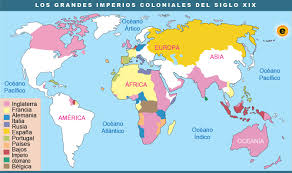 LOS GRANDES IMPERIOS COLONIALES DEL SIGLO XIX
e
Océano
Ártico
Océano
Pacífico
EUROPA
ASIA
Océano
Pacífico
ÁFRICA
AMÉRICA
Océano
Atlántico
Océano
Índico
OCEANÍA
Inglaterra
Francia
Alemania
Italia
Rusia
España
Portugal
Países
Bajos
Imperio
otomano
Bélgica